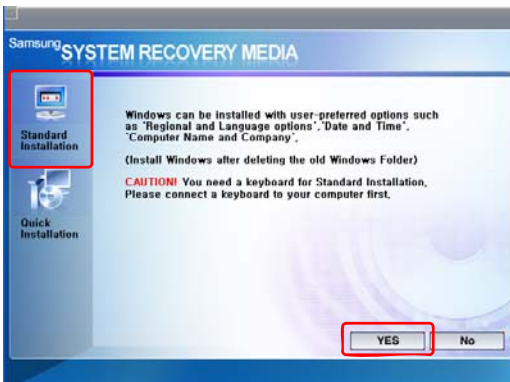 Samsung SYSTEM RECOVERY MEDIA
Standard
Installation
Quick
Installation
Windows can be installed with user-preferred options such
as 'Regional and Language options','Date and Time',
'Computer Name and Company',
(Install Windows after deleting the old Windows Folder)
CAUTION! You need a keyboard for Standard Installation,
Please connect a keyboard to your computer first,
YES
No